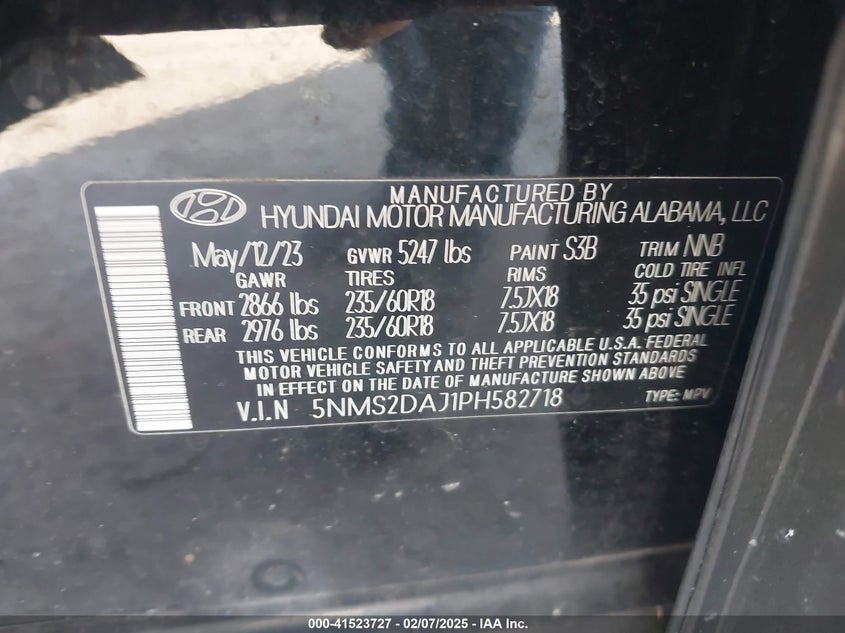 MANUFACTURED BY
HYUNDAI MOTOR MANUFACTURING ALABAMA, LLC
May/12/23 GVWR 5247 lbs PAINT S3B TRIM NNB
GAWR TIRES RIMS COLD TIRE INFL
FRONT 2866 lbs 235/60R18 7.5JX18 35 psi SINGLE
REAR 2976 lbs 235/60R18 7.5JX18 35 psi SINGLE
THIS VEHICLE CONFORMS TO ALL APPLICABLE U.S.A. FEDERAL
MOTOR VEHICLE SAFETY AND THEFT PREVENTION STANDARDS
IN EFFECT ON THE DATE OF MANUFACTURE SHOWN ABOVE
V.I.N 5NMS2DAJ1PH582718 TYPE: MPV
000-41523727 - 02/07/2025 - IAA Inc.